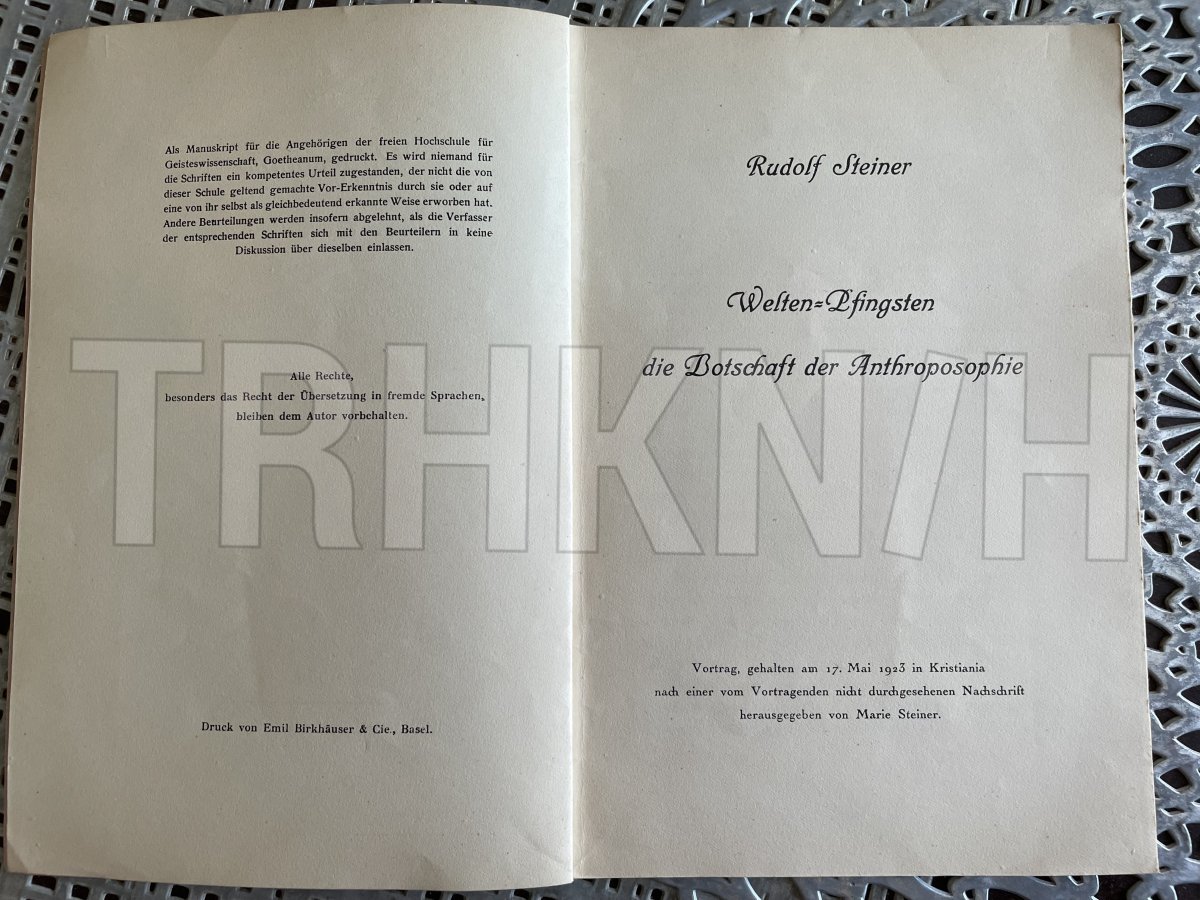 Als Manuskript für die Angehörigen der freien Hochschule für
Geisteswissenschaft, Goetheanum, gedruckt. Es wird niemand für
die Schriften ein kompetentes Urteil zugestanden, der nicht die von
dieser Schule geltend gemachte Vor-Erkenntnis durch sie oder auf
eine von ihr selbst als gleichbedeutend erkannte Weise erworben hat.
Andere Beurteilungen werden insofern abgelehnt, als die Verfasser
der entsprechenden Schriften sich mit den Beurteilern in keine
Diskussion über dieselben einlassen.
Alle Rechte,
besonders das Recht der Übersetzung in fremde Sprachen,
bleiben dem Autor vorbehalten.
Druck von Emil Birkhäuser & Cie., Basel.
Rudolf Steiner
Welten=Pfingsten
die Botschaft der Anthroposophie
Vortrag, gehalten am 17. Mai 1923 in Kristiania
nach einer vom Vortragenden nicht durchgesehenen Nachschrift
herausgegeben von Marie Steiner.
TRHKN/H